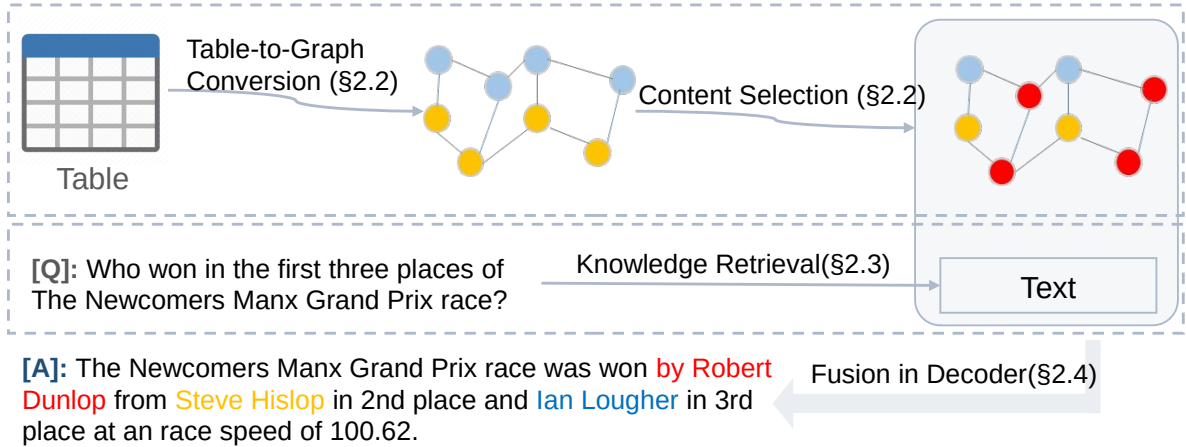 Table-to-Graph
Conversion (§2.2)
Content Selection (§2.2)
Table
[Q]: Who won in the first three places of
The Newcomers Manx Grand Prix race?
Knowledge Retrieval(§2.3)
Text
[A]: The Newcomers Manx Grand Prix race was won by Robert
Dunlop from Steve Hislop in 2nd place and Ian Lougher in 3rd
place at an race speed of 100.62.
Fusion in Decoder(§2.4)